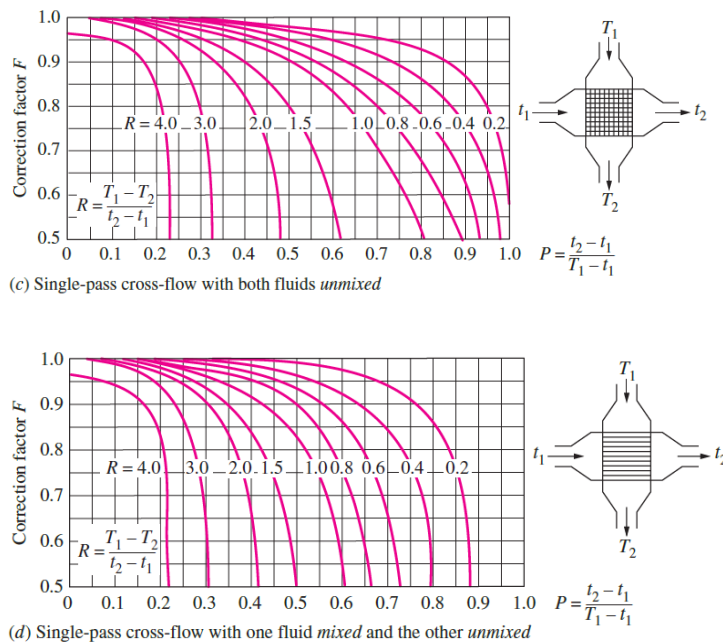 1.0
0.9
0.8
0.7
0.6
0.5
Correction factor F
R = 4.0 3.0 2.0 1.5 1.0 0.8 0.6 0.4 0.2
R = T₁ − T₂ / t₂ − t₁
0 0.1 0.2 0.3 0.4 0.5 0.6 0.7 0.8 0.9 1.0
T₁
t₁ t₂
T₂
P = t₂ − t₁ / T₁ − t₁
(c) Single-pass cross-flow with both fluids unmixed
1.0
0.9
0.8
0.7
0.6
0.5
Correction factor F
R = 4.0 3.0 2.0 1.5 1.0 0.8 0.6 0.4 0.2
R = T₁ − T₂ / t₂ − t₁
0 0.1 0.2 0.3 0.4 0.5 0.6 0.7 0.8 0.9 1.0
T₁
t₁ t₂
T₂
P = t₂ − t₁ / T₁ − t₁
(d) Single-pass cross-flow with one fluid mixed and the other unmixed